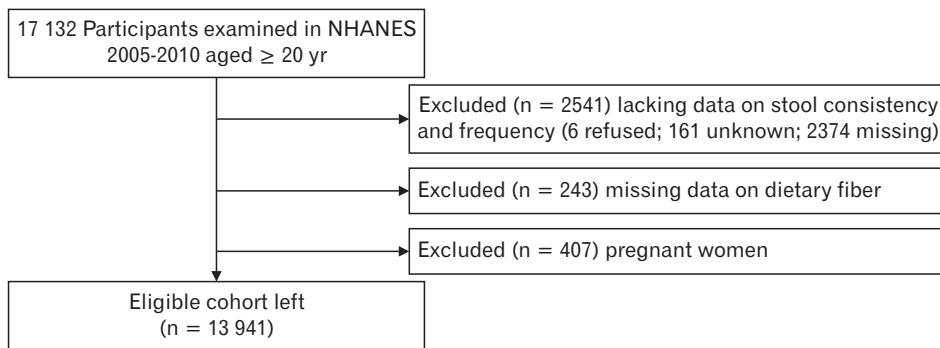 17 132 Participants examined in NHANES
2005-2010 aged ≥ 20 yr
Excluded (n = 2541) lacking data on stool consistency
and frequency (6 refused; 161 unknown; 2374 missing)
Excluded (n = 243) missing data on dietary fiber
Excluded (n = 407) pregnant women
Eligible cohort left
(n = 13 941)